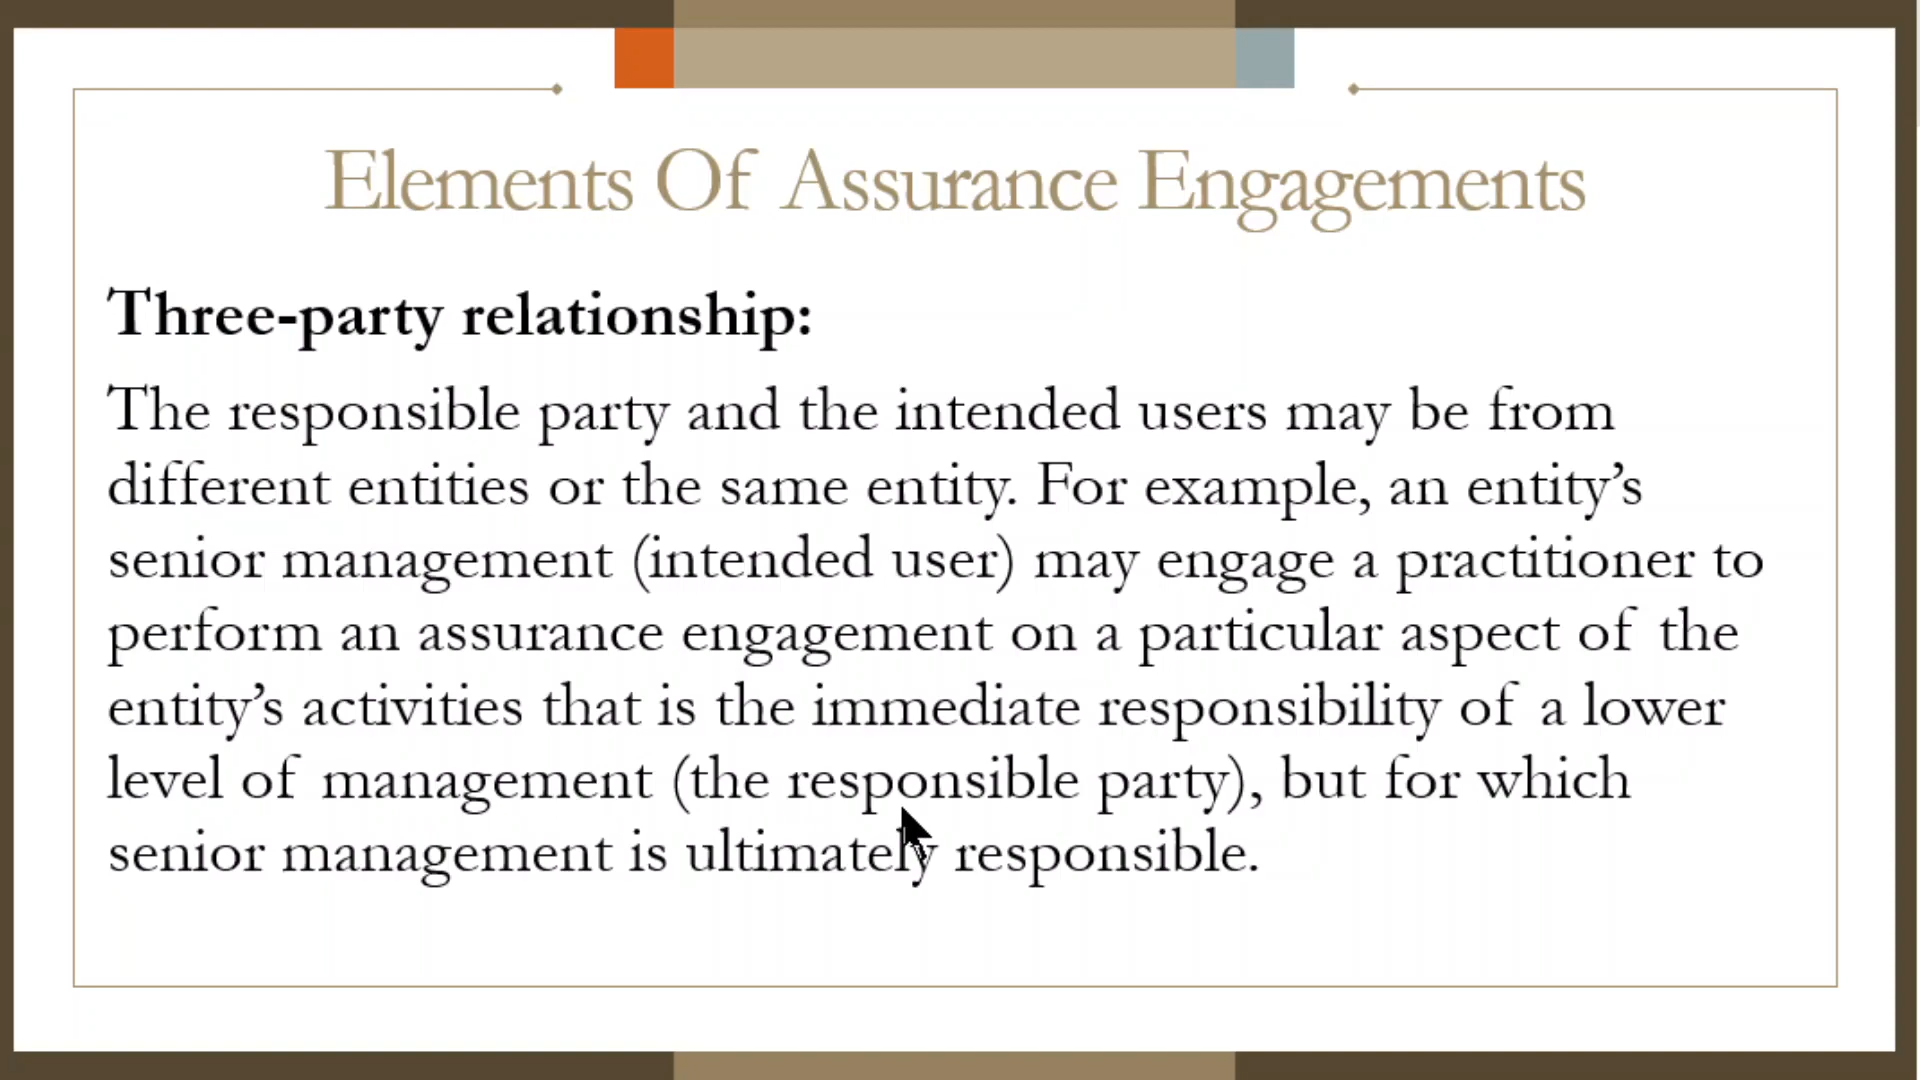 Elements Of Assurance Engagements
Three-party relationship:
The responsible party and the intended users may be from
different entities or the same entity. For example, an entity’s
senior management (intended user) may engage a practitioner to
perform an assurance engagement on a particular aspect of the
entity’s activities that is the immediate responsibility of a lower
level of management (the responsible party), but for which
senior management is ultimately responsible.